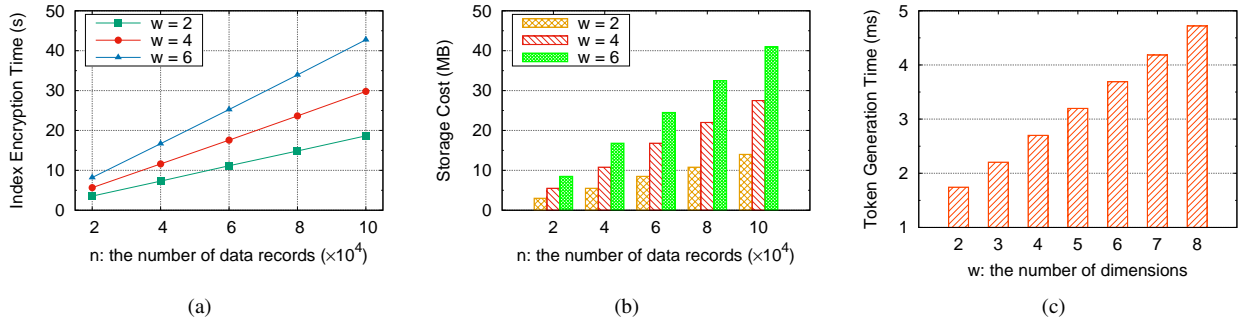 Index Encryption Time (s)
50
40
30
20
10
0
w = 2
w = 4
w = 6
2 4 6 8 10
n: the number of data records (×10⁴)
(a)
Storage Cost (MB)
50
40
30
20
10
0
w = 2
w = 4
w = 6
2 4 6 8 10
n: the number of data records (×10⁴)
(b)
Token Generation Time (ms)
5
4
3
2
1
2 3 4 5 6 7 8
w: the number of dimensions
(c)